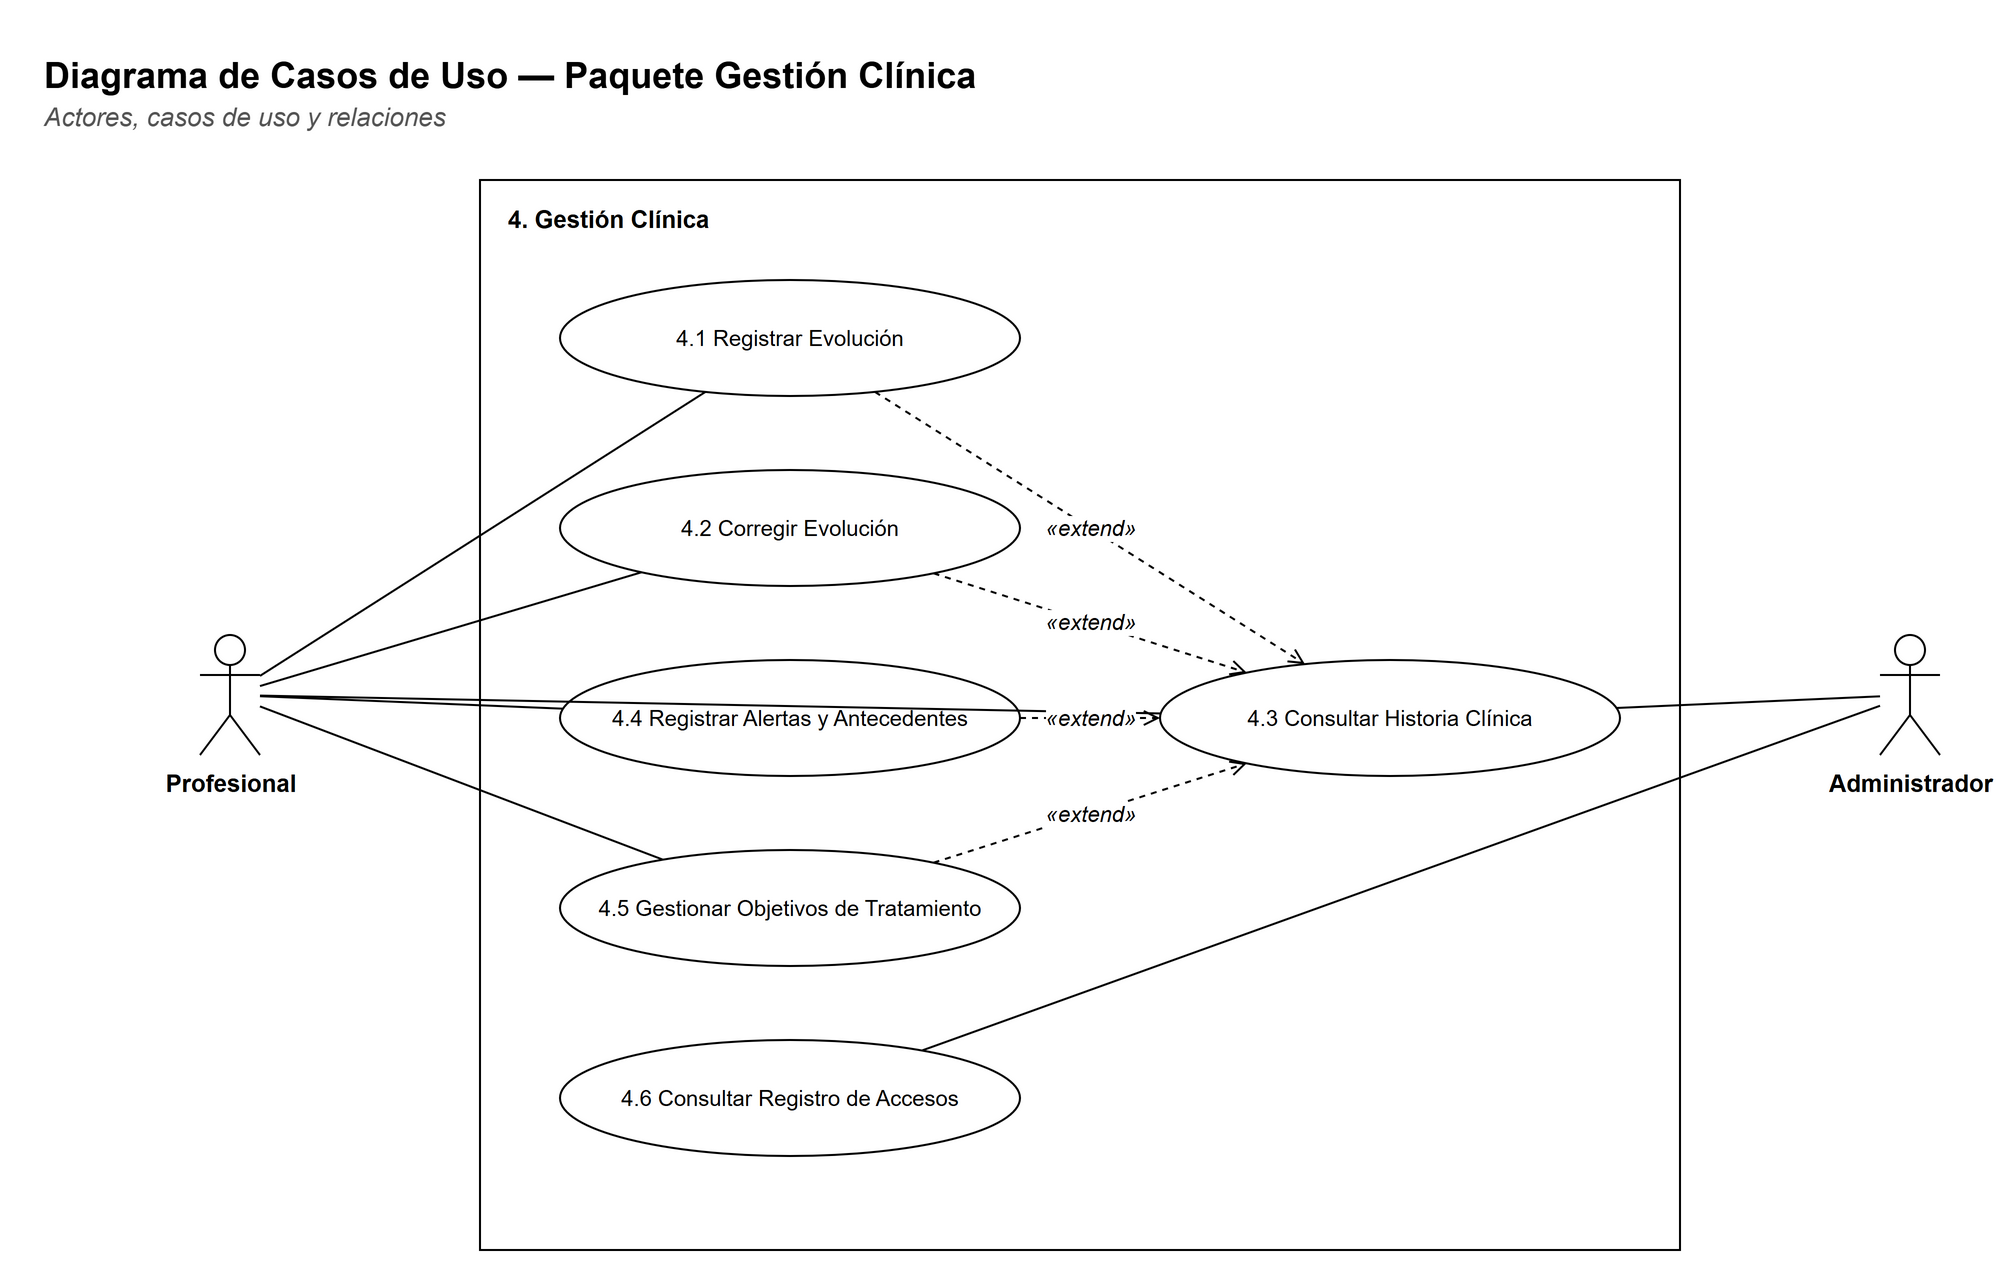 Diagrama de Casos de Uso — Paquete Gestión Clínica
Actores, casos de uso y relaciones
4. Gestión Clínica
4.1 Registrar Evolución
4.2 Corregir Evolución
«extend»
«extend»
4.4 Registrar Alertas y Antecedentes
«extend»
4.3 Consultar Historia Clínica
Profesional
Administrador
«extend»
4.5 Gestionar Objetivos de Tratamiento
4.6 Consultar Registro de Accesos